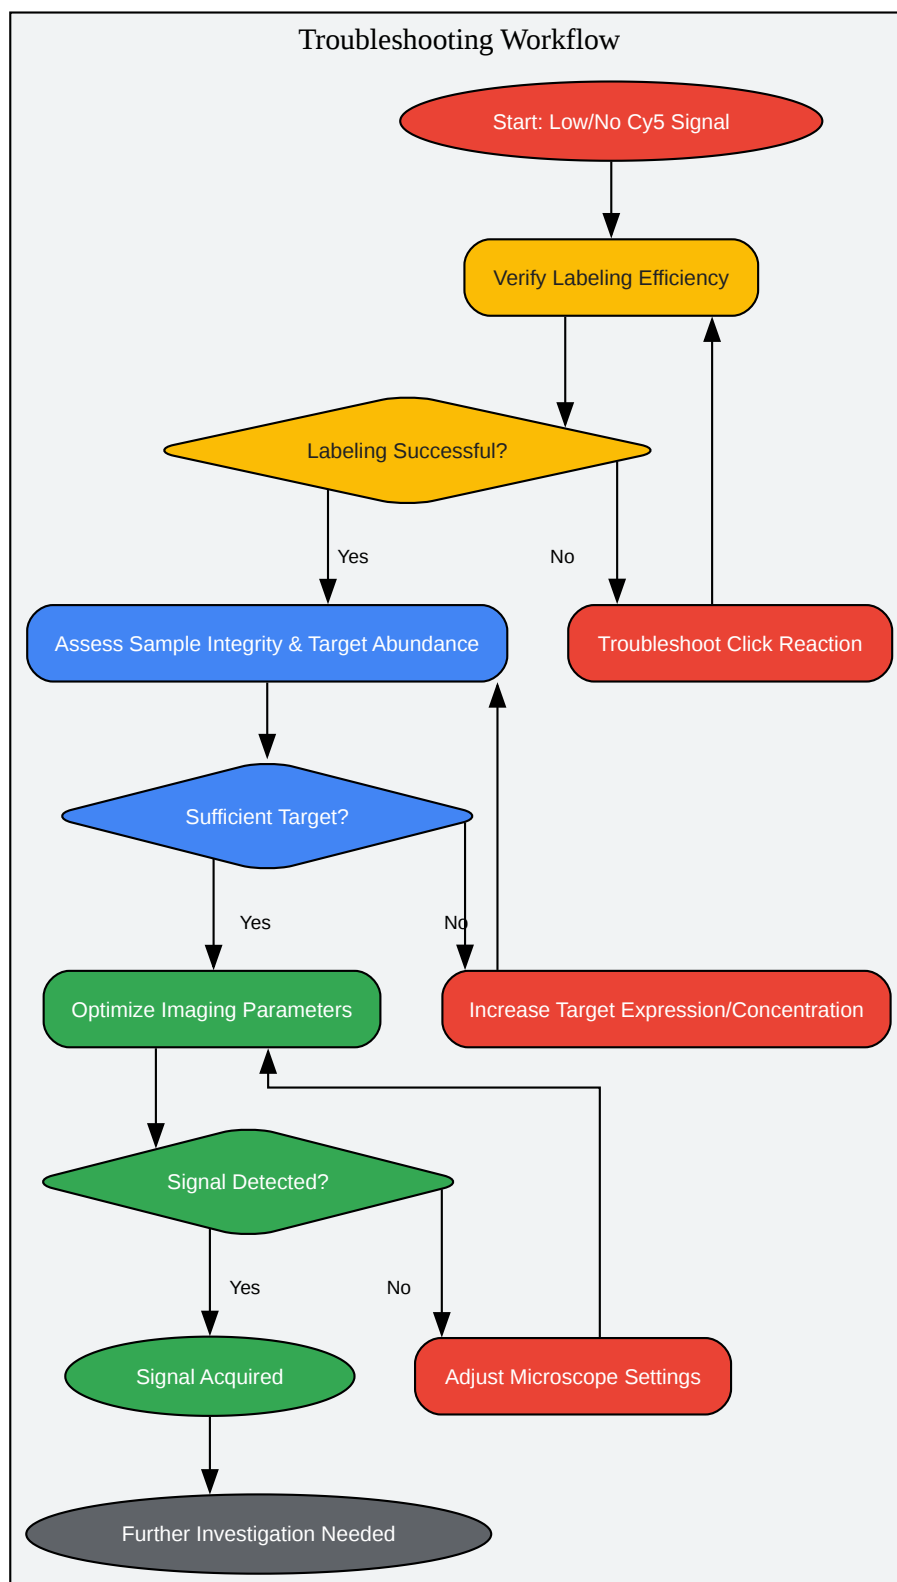 Troubleshooting Workflow
Start: Low/No Cy5 Signal
Verify Labeling Efficiency
Labeling Successful?
Yes
No
Assess Sample Integrity & Target Abundance
Troubleshoot Click Reaction
Sufficient Target?
Yes
No
Optimize Imaging Parameters
Increase Target Expression/Concentration
Signal Detected?
Yes
No
Signal Acquired
Adjust Microscope Settings
Further Investigation Needed